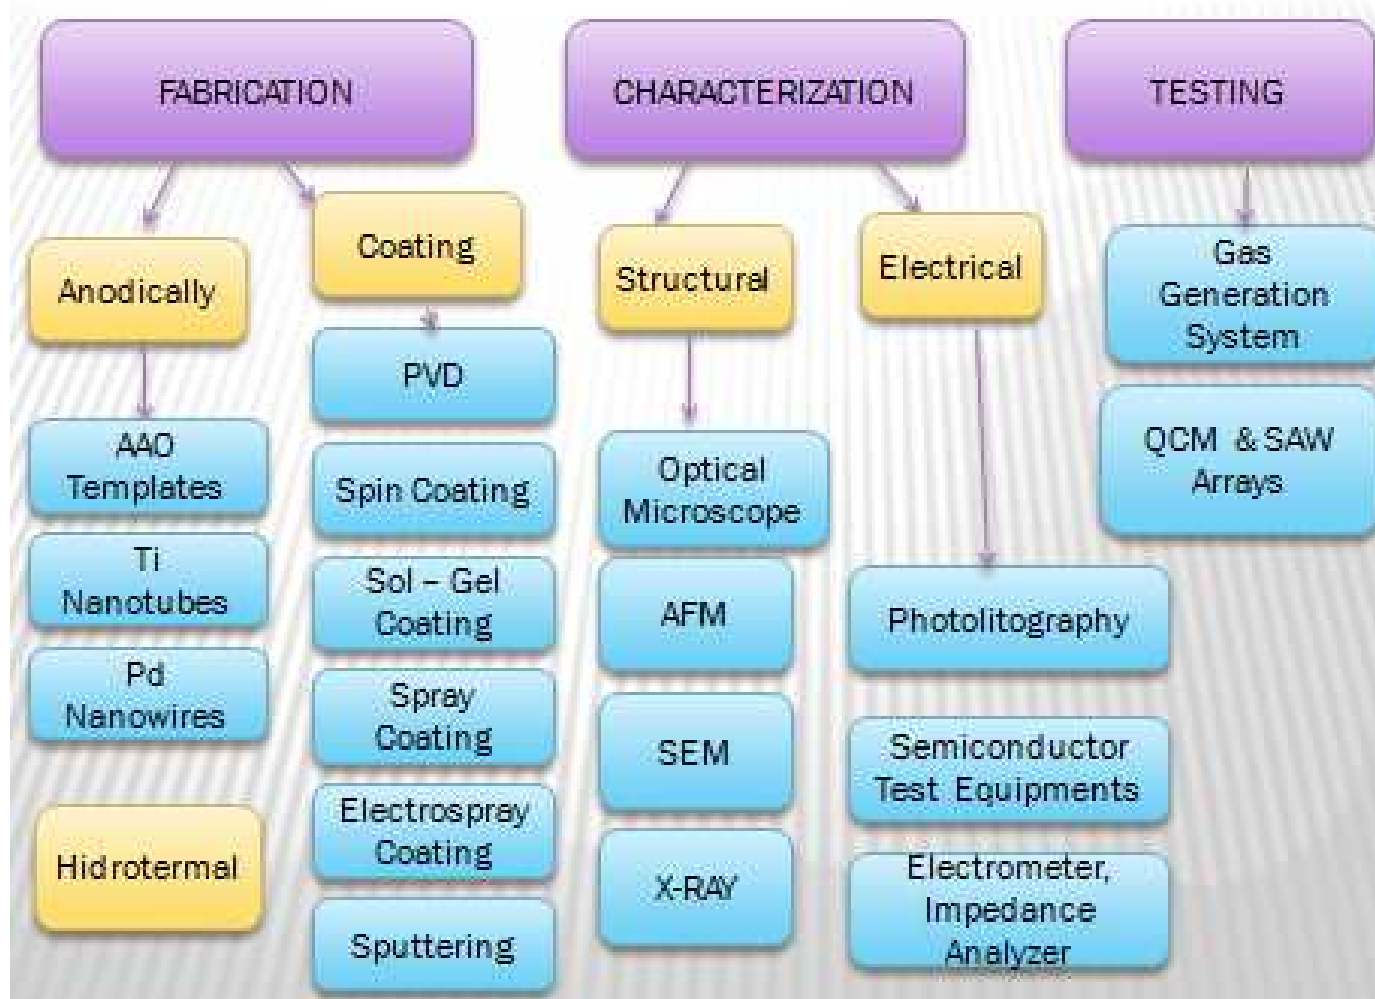 FABRICATION
CHARACTERIZATION
TESTING
Anodically
Coating
Structural
Electrical
Gas
Generation
System
AAO
Templates
Ti
Nanotubes
Pd
Nanowires
Hidrotermal
PVD
Spin Coating
Sol – Gel
Coating
Spray
Coating
Electrospray
Coating
Sputtering
Optical
Microscope
AFM
SEM
X-RAY
Photolitography
Semiconductor
Test Equipments
Electrometer,
Impedance
Analyzer
QCM & SAW
Arrays